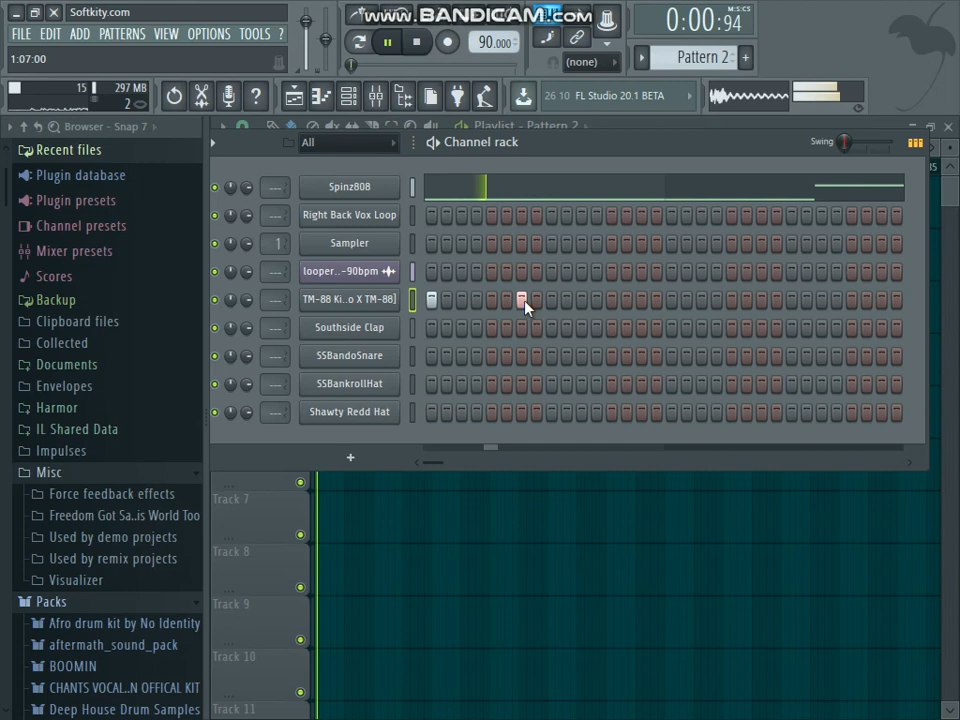 Softkity.com
FILE EDIT ADD PATTERNS VIEW OPTIONS TOOLS ?
1:07:00
www.BANDICAM.com
90.000
(none)
0:00:94
M:S:CS
Pattern 2
15 297 MB
2
26 10 FL Studio 20.1 BETA
Browser - Snap 7
Playlist - Pattern 2
Recent files
Plugin database
Plugin presets
Channel presets
Mixer presets
Scores
Backup
Clipboard files
Collected
Documents
Envelopes
Harmor
IL Shared Data
Impulses
Misc
Force feedback effects
Freedom Got Sa..is World Too
Used by demo projects
Used by remix projects
Visualizer
Packs
Afro drum kit by No Identity
aftermath_sound_pack
BOOMIN
CHANTS VOCAL..N OFFICAL KIT
Deep House Drum Samples
All
Channel rack
Swing
Spinz808
Right Back Vox Loop
1 Sampler
looper..-90bpm
TM-88 Ki..o X TM-88]
Southside Clap
SSBandoSnare
SSBankrollHat
Shawty Redd Hat
+
Track 7
Track 8
Track 9
Track 10
Track 11